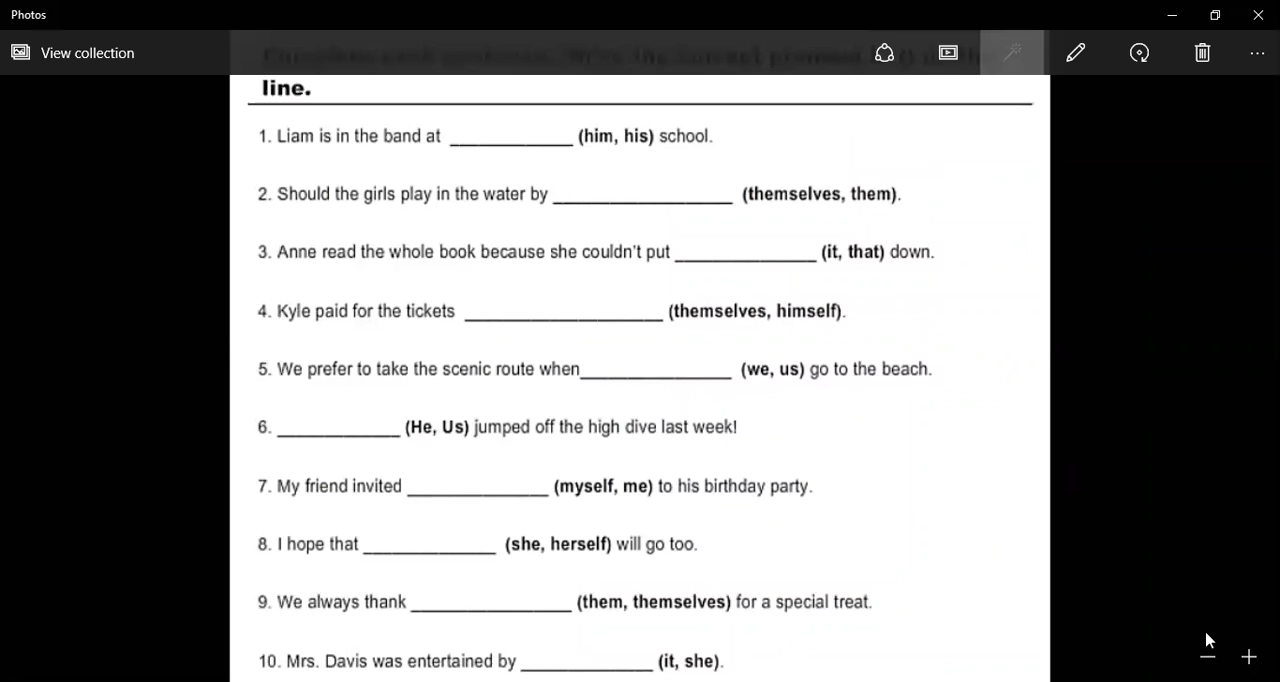 Photos
View collection
line.
1. Liam is in the band at ____________ (him, his) school.
2. Should the girls play in the water by __________________ (themselves, them).
3. Anne read the whole book because she couldn't put ______________ (it, that) down.
4. Kyle paid for the tickets ____________________ (themselves, himself).
5. We prefer to take the scenic route when_______________ (we, us) go to the beach.
6. ____________ (He, Us) jumped off the high dive last week!
7. My friend invited ______________ (myself, me) to his birthday party.
8. I hope that _____________ (she, herself) will go too.
9. We always thank ________________ (them, themselves) for a special treat.
10. Mrs. Davis was entertained by _____________ (it, she).